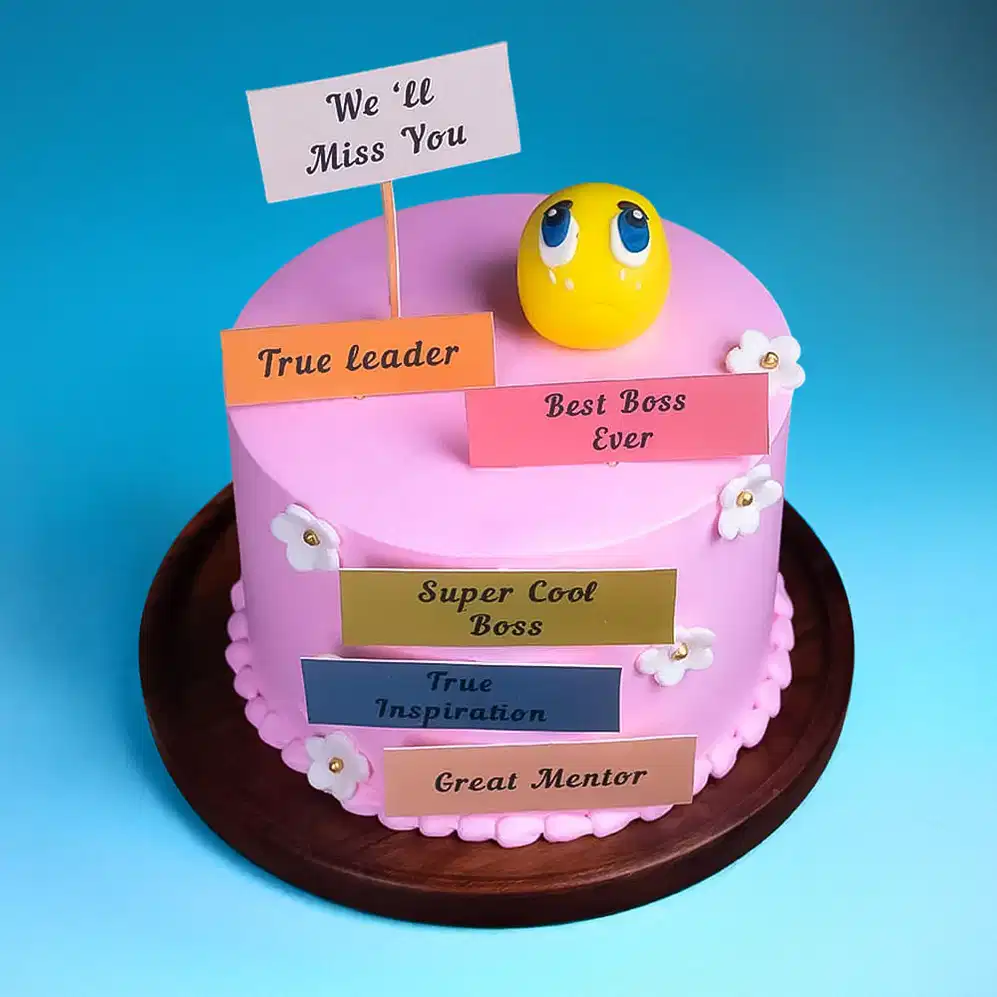 We 'll
Miss You
True leader
Best Boss
Ever
Super Cool
Boss
True
Inspiration
Great Mentor